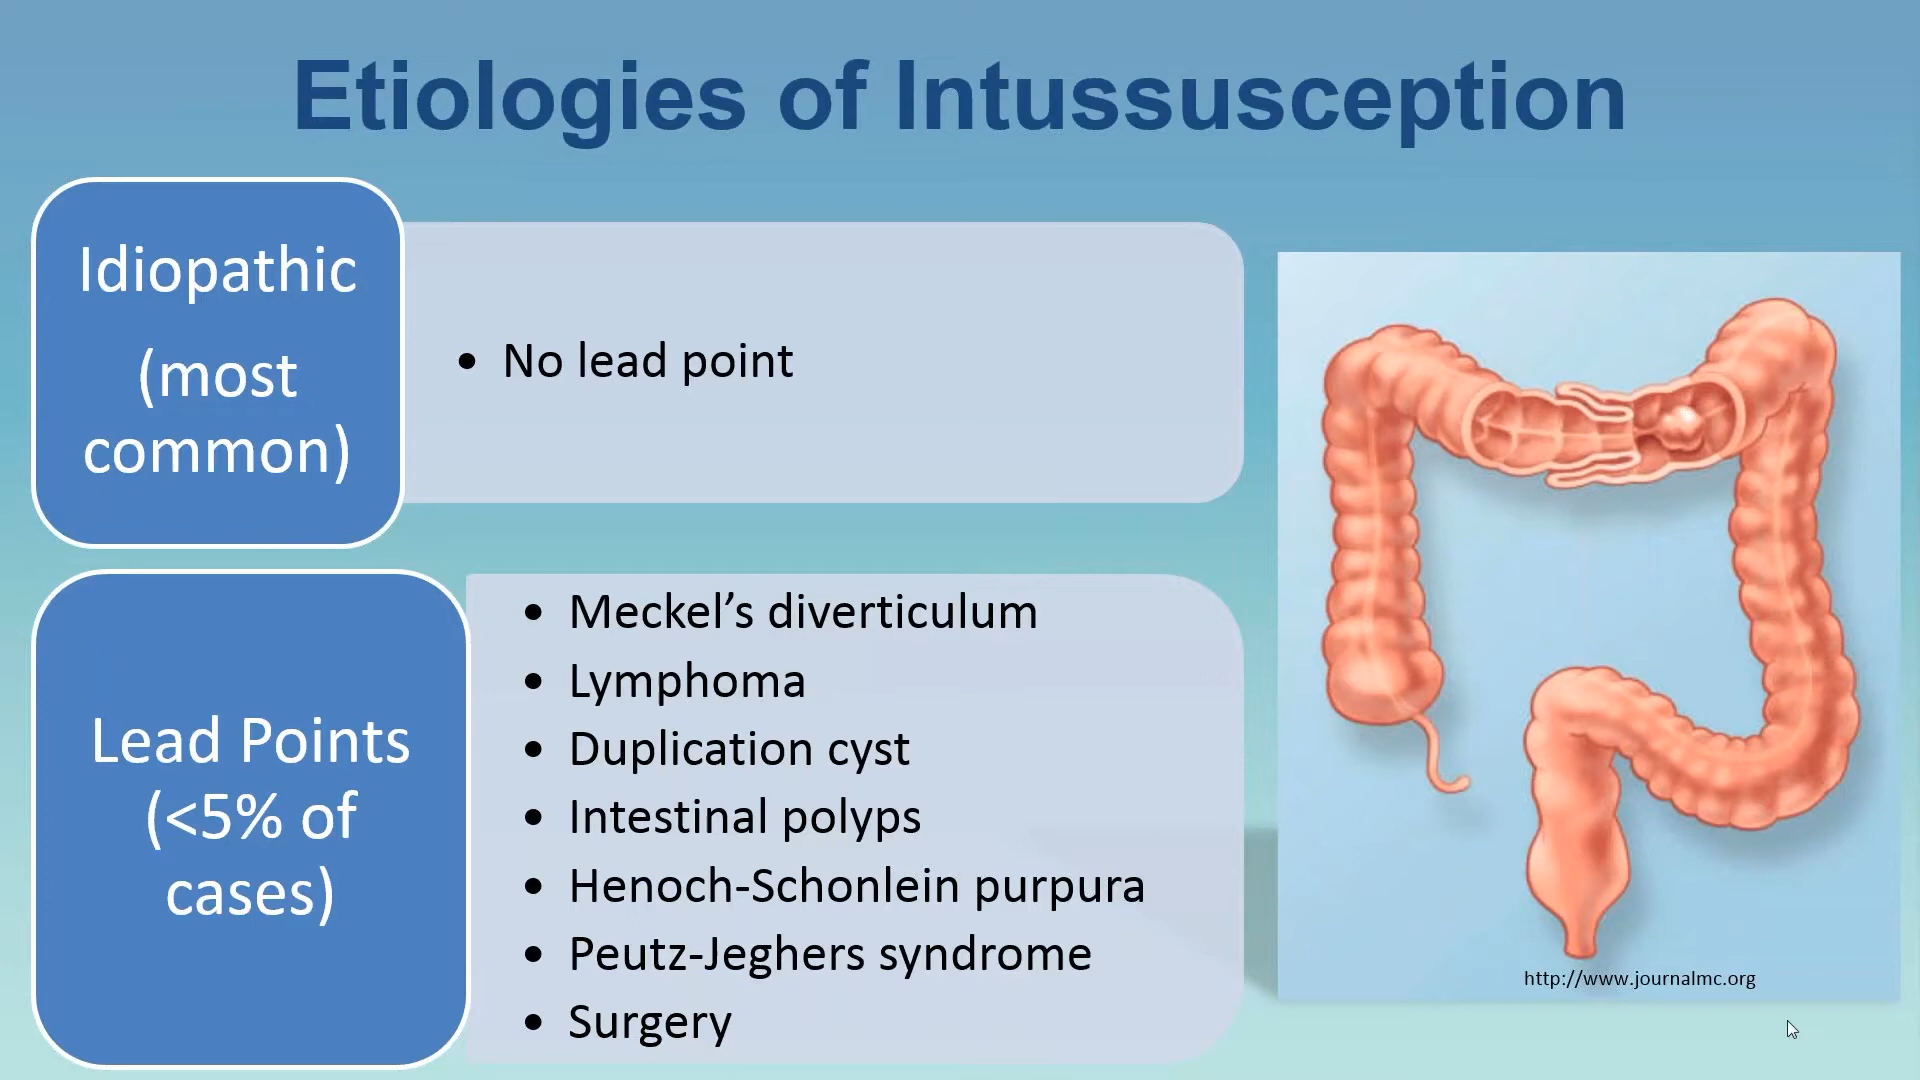 Etiologies of Intussusception
Idiopathic
(most
common)
• No lead point
Lead Points
(<5% of
cases)
• Meckel’s diverticulum
• Lymphoma
• Duplication cyst
• Intestinal polyps
• Henoch-Schonlein purpura
• Peutz-Jeghers syndrome
• Surgery
http://www.journalmc.org